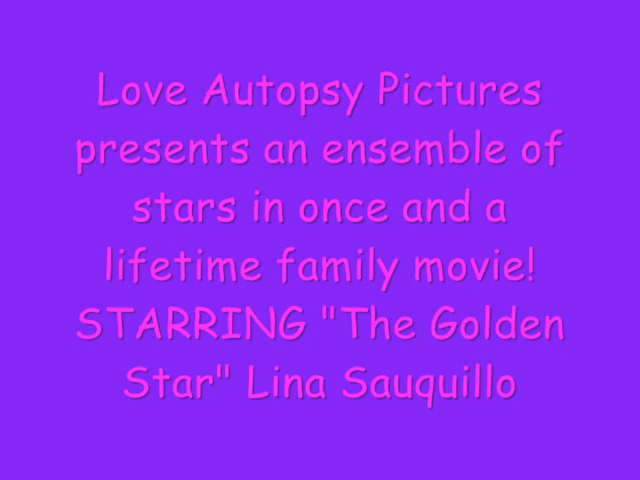 Love Autopsy Pictures
presents an ensemble of
stars in once and a
lifetime family movie!
STARRING "The Golden
Star" Lina Sauquillo